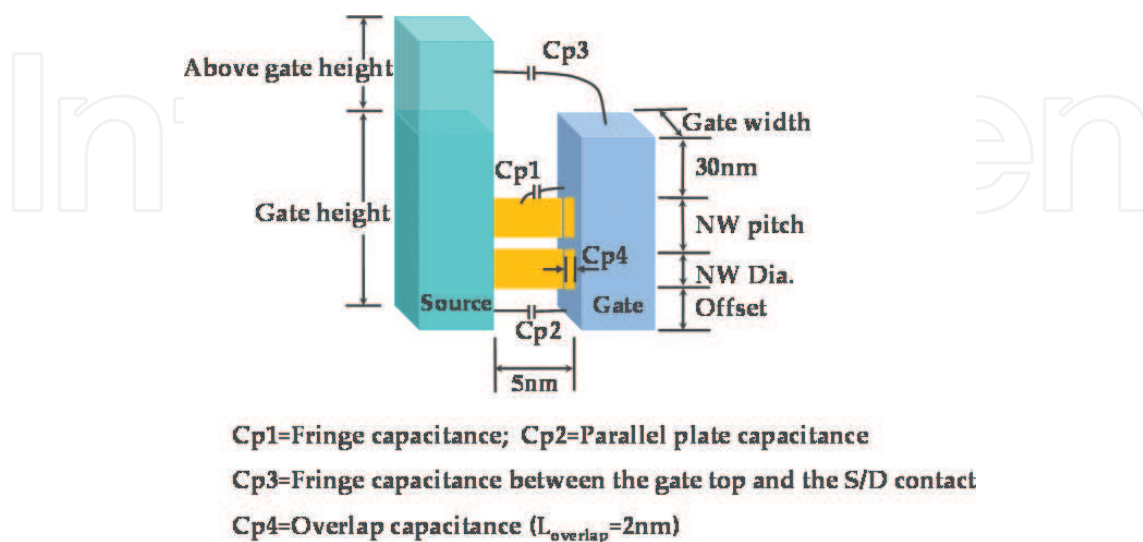 Cp3
Above gate height
Gate width
Cp1
30nm
Gate height
NW pitch
Cp4
NW Dia.
Source
Gate
Offset
Cp2
5nm
Cp1=Fringe capacitance; Cp2=Parallel plate capacitance
Cp3=Fringe capacitance between the gate top and the S/D contact
Cp4=Overlap capacitance (Loverlap=2nm)